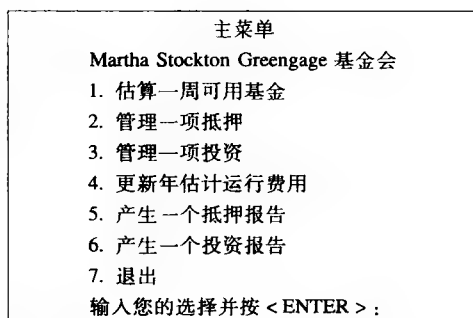 主菜单
Martha Stockton Greengage 基金会
1. 估算一周可用基金
2. 管理一项抵押
3. 管理一项投资
4. 更新年估计运行费用
5. 产生一个抵押报告
6. 产生一个投资报告
7. 退出
输入您的选择并按 < ENTER > :